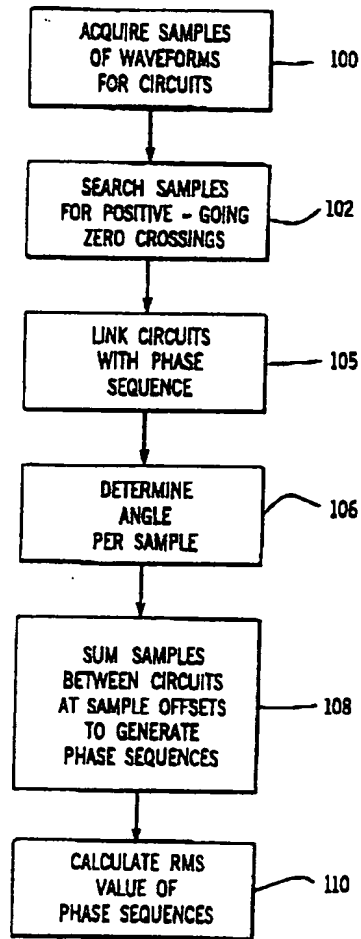 ACQUIRE SAMPLES
OF WAVEFORMS
FOR CIRCUITS
100
SEARCH SAMPLES
FOR POSITIVE - GOING
ZERO CROSSINGS
102
LINK CIRCUITS
WITH PHASE
SEQUENCE
105
DETERMINE
ANGLE
PER SAMPLE
106
SUM SAMPLES
BETWEEN CIRCUITS
AT SAMPLE OFFSETS
TO GENERATE
PHASE SEQUENCES
108
CALCULATE RMS
VALUE OF
PHASE SEQUENCES
110